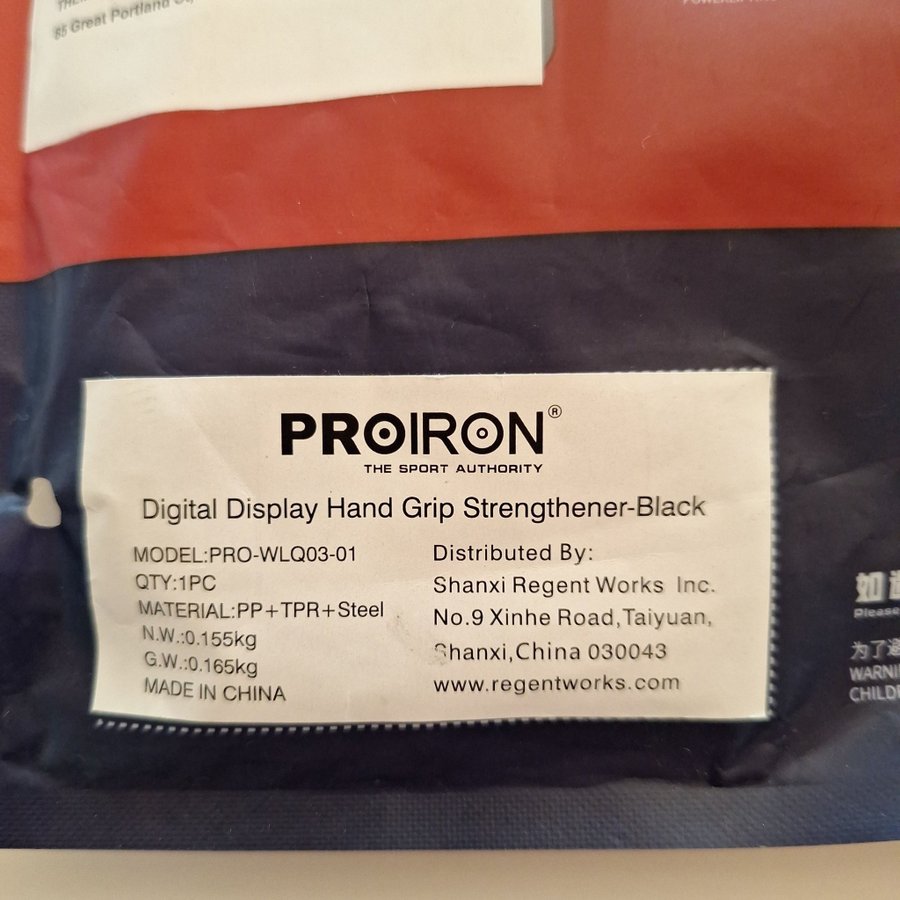 85 Great Portland
PROIRON®
THE SPORT AUTHORITY
Digital Display Hand Grip Strengthener-Black
MODEL:PRO-WLQ03-01
QTY:1PC
MATERIAL:PP+TPR+Steel
N.W.:0.155kg
G.W.:0.165kg
MADE IN CHINA
Distributed By:
Shanxi Regent Works Inc.
No.9 Xinhe Road,Taiyuan,
Shanxi,China 030043
www.regentworks.com
如
Please
为了避
WARNI
CHILDR